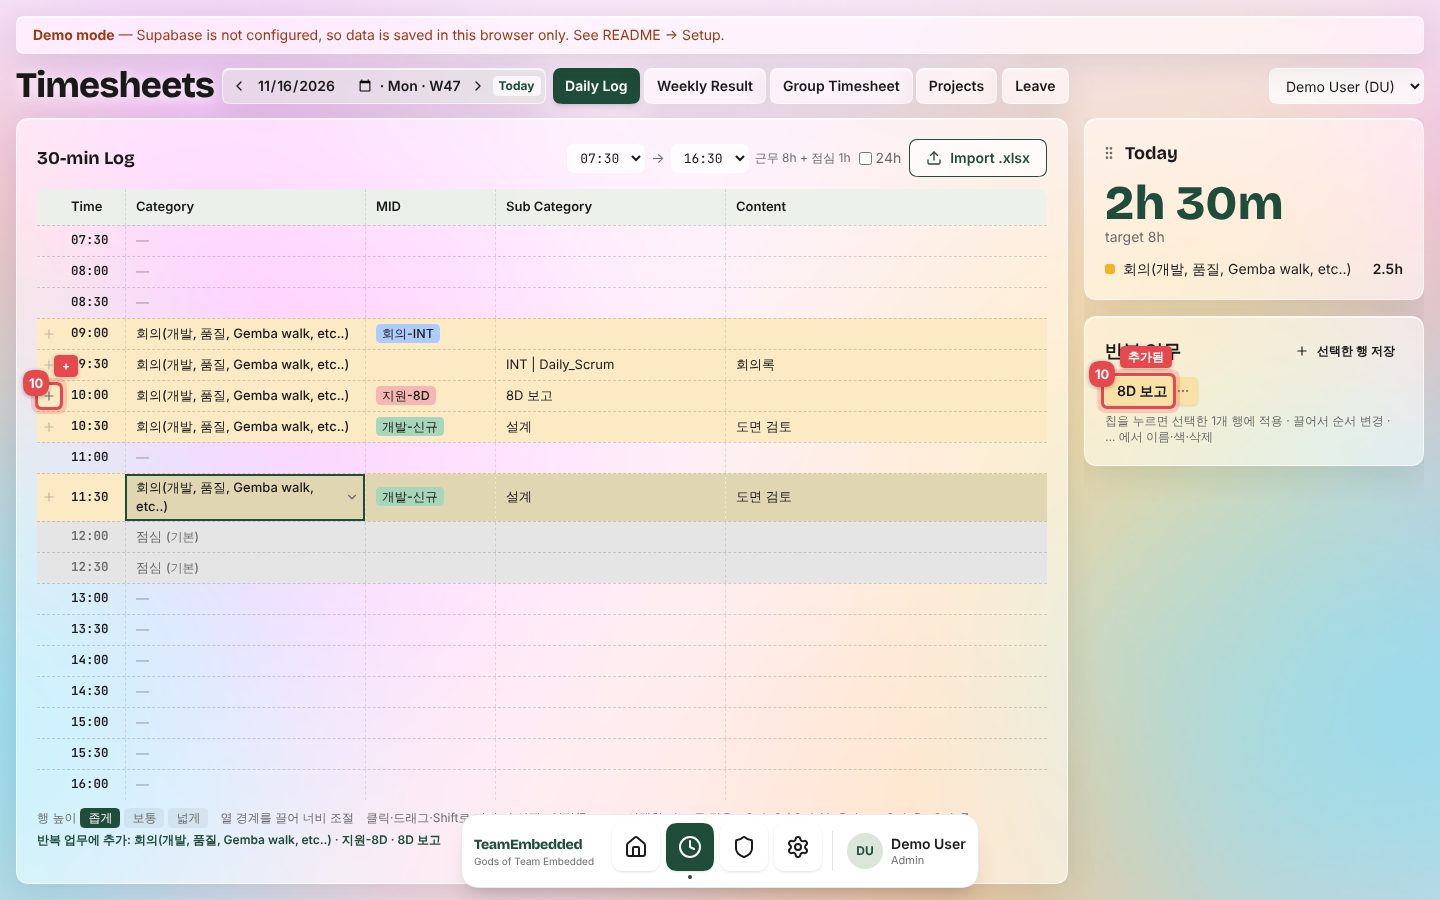 Demo mode — Supabase is not configured, so data is saved in this browser only. See README → Setup.
Timesheets
11/16/2026 · Mon · W47 Today
Daily Log Weekly Result Group Timesheet Projects Leave
Demo User (DU)
30-min Log
07:30 → 16:30 근무 8h + 점심 1h 24h Import .xlsx
Time Category MID Sub Category Content
07:30 —
08:00 —
08:30 —
09:00 회의(개발, 품질, Gemba walk, etc..) 회의-INT
9:30 회의(개발, 품질, Gemba walk, etc..) INT | Daily_Scrum 회의록
+
10
10:00 회의(개발, 품질, Gemba walk, etc..) 지원-8D 8D 보고
10:30 회의(개발, 품질, Gemba walk, etc..) 개발-신규 설계 도면 검토
11:00 —
11:30 회의(개발, 품질, Gemba walk, etc..) 개발-신규 설계 도면 검토
12:00 점심 (기본)
12:30 점심 (기본)
13:00 —
13:30 —
14:00 —
14:30 —
15:00 —
15:30 —
16:00 —
행 높이 좁게 보통 넓게 열 경계를 끌어 너비 조절 클릭·드래그·Shift로
반복 업무에 추가: 회의(개발, 품질, Gemba walk, etc..) · 지원-8D · 8D 보고
Today
2h 30m
target 8h
회의(개발, 품질, Gemba walk, etc..) 2.5h
+ 선택한 행 저장
추가됨
10
8D 보고 ···
칩을 누르면 선택한 1개 행에 적용 · 끌어서 순서 변경 ·
... 에서 이름·색·삭제
TeamEmbedded
Gods of Team Embedded
DU
Demo User
Admin